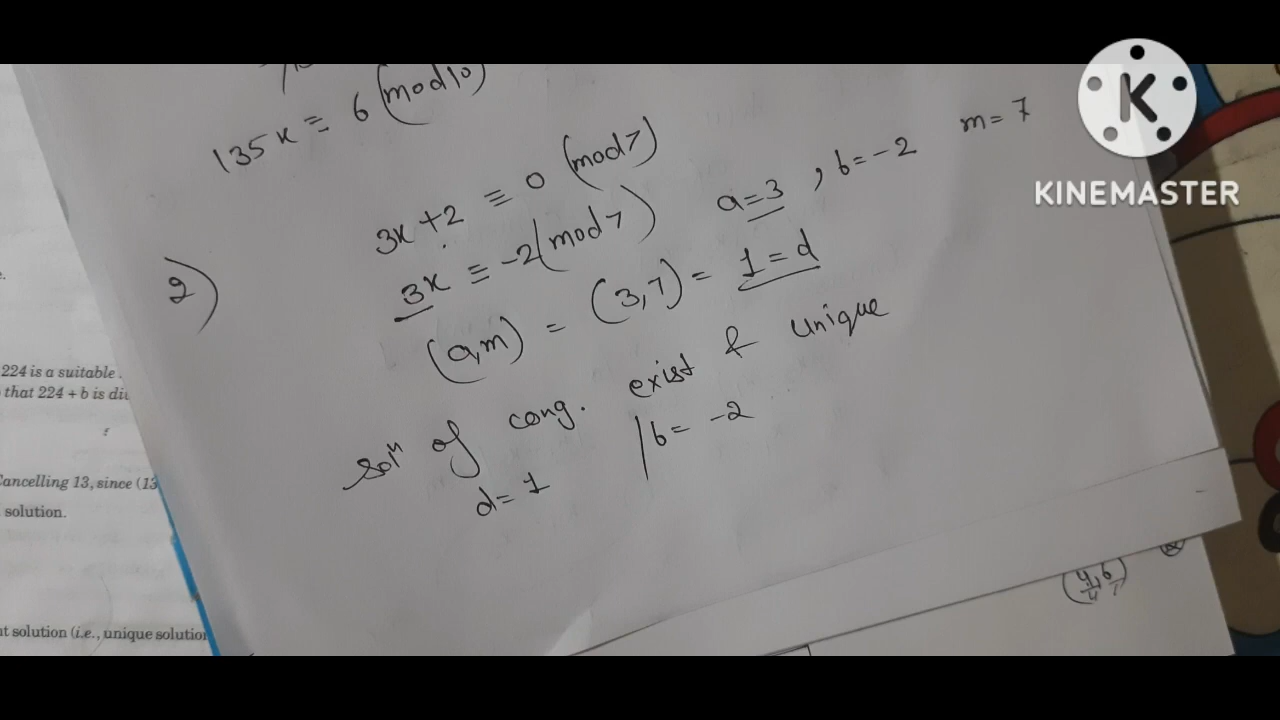 135x ≡ 6 (mod 10)
2) 3x + 2 ≡ 0 (mod 7)
3x ≡ -2 (mod 7) a = 3 , b = -2 m = 7
(a,m) = (3,7) = 1 = d
solⁿ of cong. exist & unique
d = 1 | b = -2
KINEMASTER
224 is a suitable
that 224 + b is
Cancelling 13, since (13
solution.
solution (i.e., unique solution